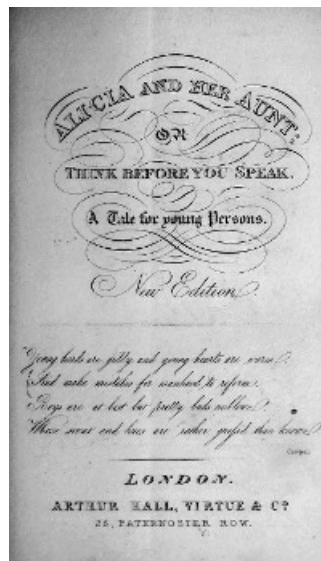 ALICIA AND HER AUNT:
OR
THINK BEFORE YOU SPEAK.
A Tale for young Persons.
New Edition.
Young heads are giddy and young hearts are warm
And make mistakes for manhood to reform.
Boys are at best but pretty buds unblown
Whose scent and hues are rather guess'd than known
Cowper.
LONDON.
ARTHUR HALL, VIRTUE & Co
25, PATERNOSTER ROW.